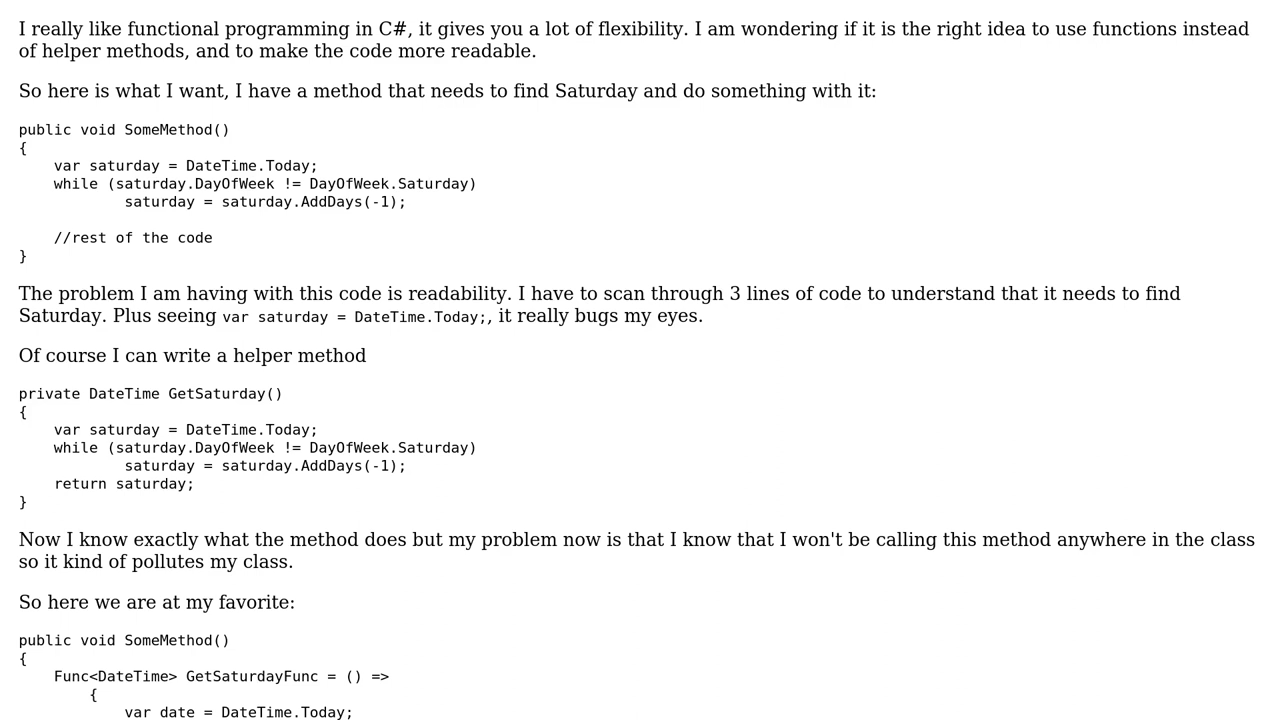 I really like functional programming in C#, it gives you a lot of flexibility. I am wondering if it is the right idea to use functions instead
of helper methods, and to make the code more readable.
So here is what I want, I have a method that needs to find Saturday and do something with it:
public void SomeMethod()
{
    var saturday = DateTime.Today;
    while (saturday.DayOfWeek != DayOfWeek.Saturday)
            saturday = saturday.AddDays(-1);
    //rest of the code
}
The problem I am having with this code is readability. I have to scan through 3 lines of code to understand that it needs to find
Saturday. Plus seeing var saturday = DateTime.Today;, it really bugs my eyes.
Of course I can write a helper method
private DateTime GetSaturday()
{
    var saturday = DateTime.Today;
    while (saturday.DayOfWeek != DayOfWeek.Saturday)
            saturday = saturday.AddDays(-1);
    return saturday;
}
Now I know exactly what the method does but my problem now is that I know that I won't be calling this method anywhere in the class
so it kind of pollutes my class.
So here we are at my favorite:
public void SomeMethod()
{
    Func<DateTime> GetSaturdayFunc = () =>
        {
            var date = DateTime.Today;